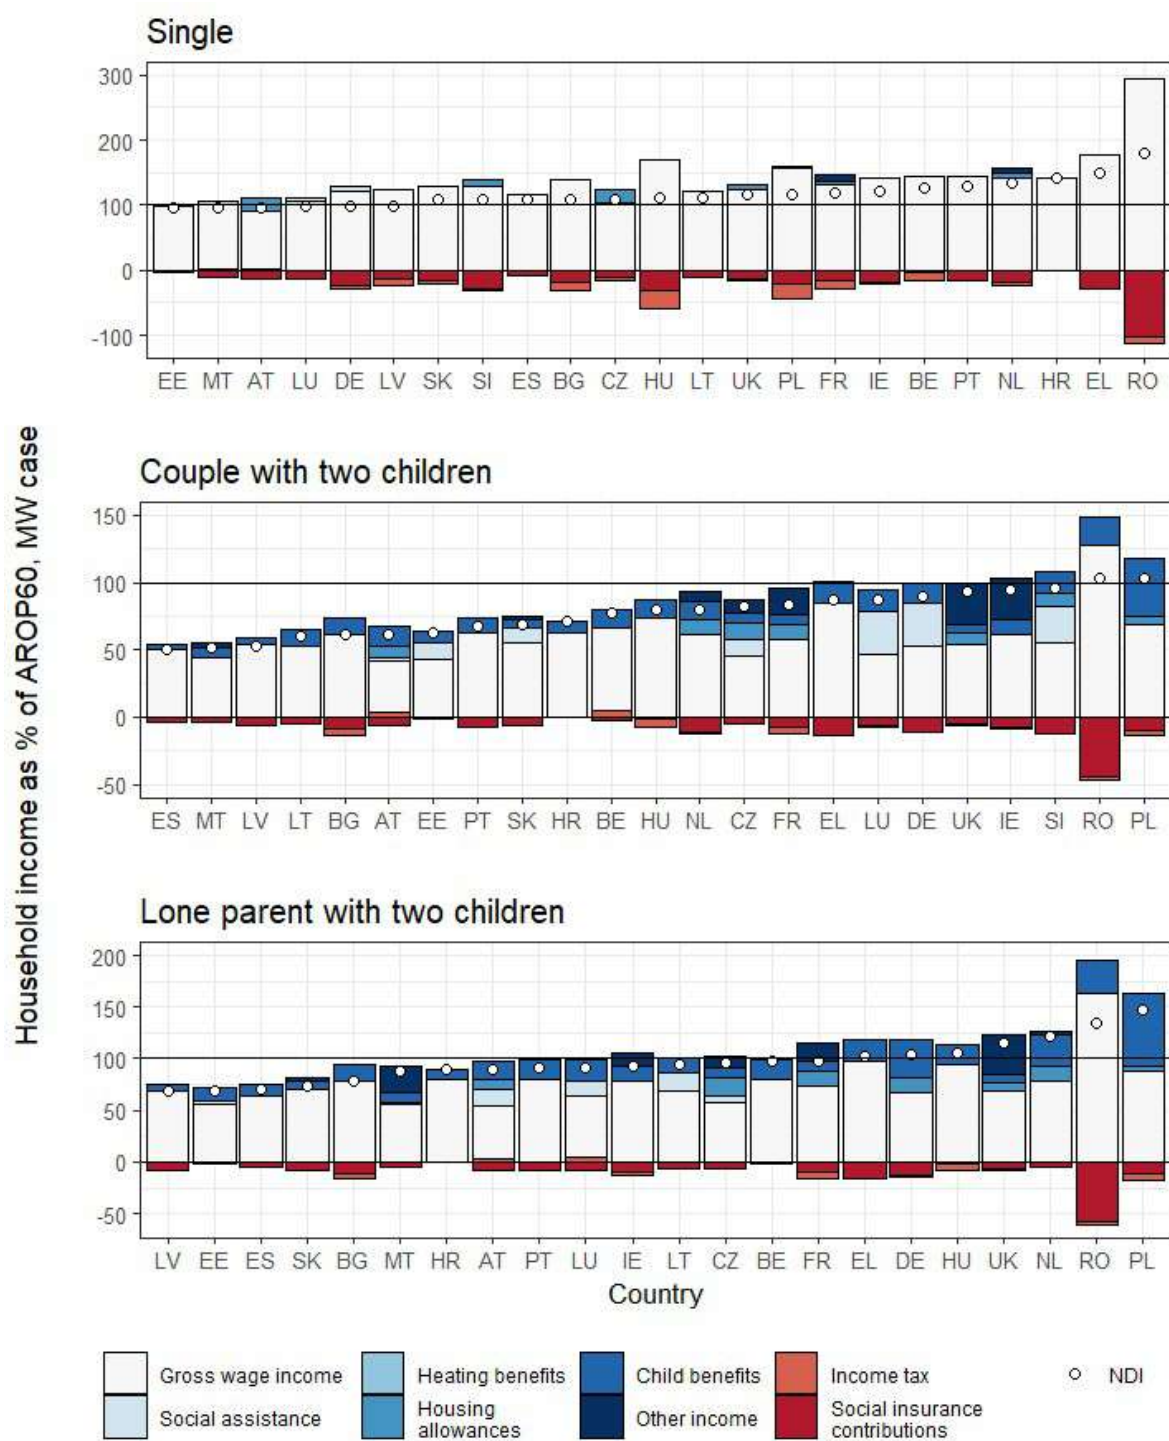 Single
300
200
100
0
-100
EE MT AT LU DE LV SK SI ES BG CZ HU LT UK PL FR IE BE PT NL HR EL RO
Household income as % of AROP60, MW case
Couple with two children
150
100
50
0
-50
ES MT LV LT BG AT EE PT SK HR BE HU NL CZ FR EL LU DE UK IE SI RO PL
Lone parent with two children
200
150
100
50
0
-50
LV EE ES SK BG MT HR AT PT LU IE LT CZ BE FR EL DE HU UK NL RO PL
Country
Gross wage income
Heating benefits
Child benefits
Income tax
NDI
Social assistance
Housing
allowances
Other income
Social insurance
contributions